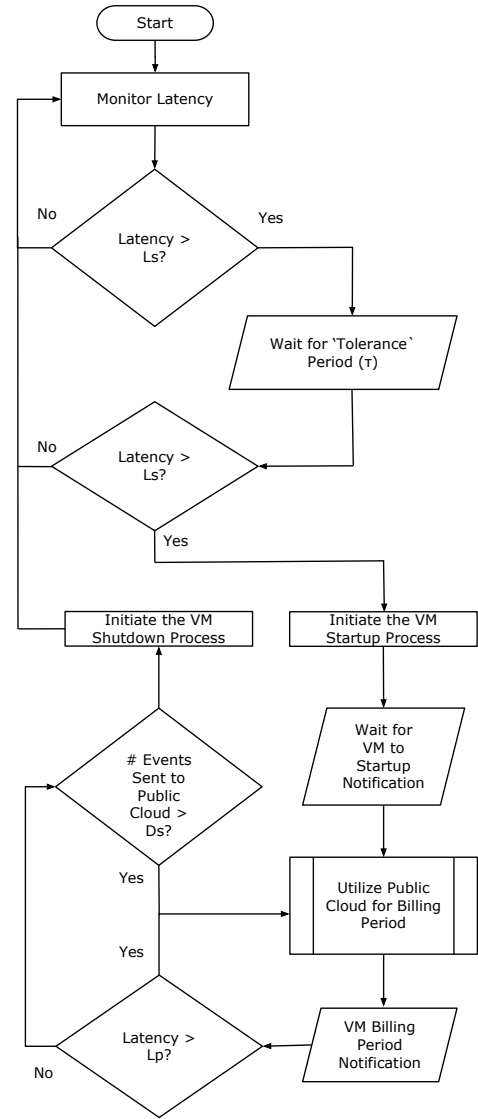 Start
Monitor Latency
No
Yes
Latency >
Ls?
Wait for ‘Tolerance`
Period (τ)
No
Latency >
Ls?
Yes
Initiate the VM
Shutdown Process
Initiate the VM
Startup Process
Wait for
VM to
Startup
Notification
# Events
Sent to
Public
Cloud >
Ds?
Yes
Utilize Public
Cloud for Billing
Period
Yes
Latency >
Lp?
VM Billing
Period
Notification
No